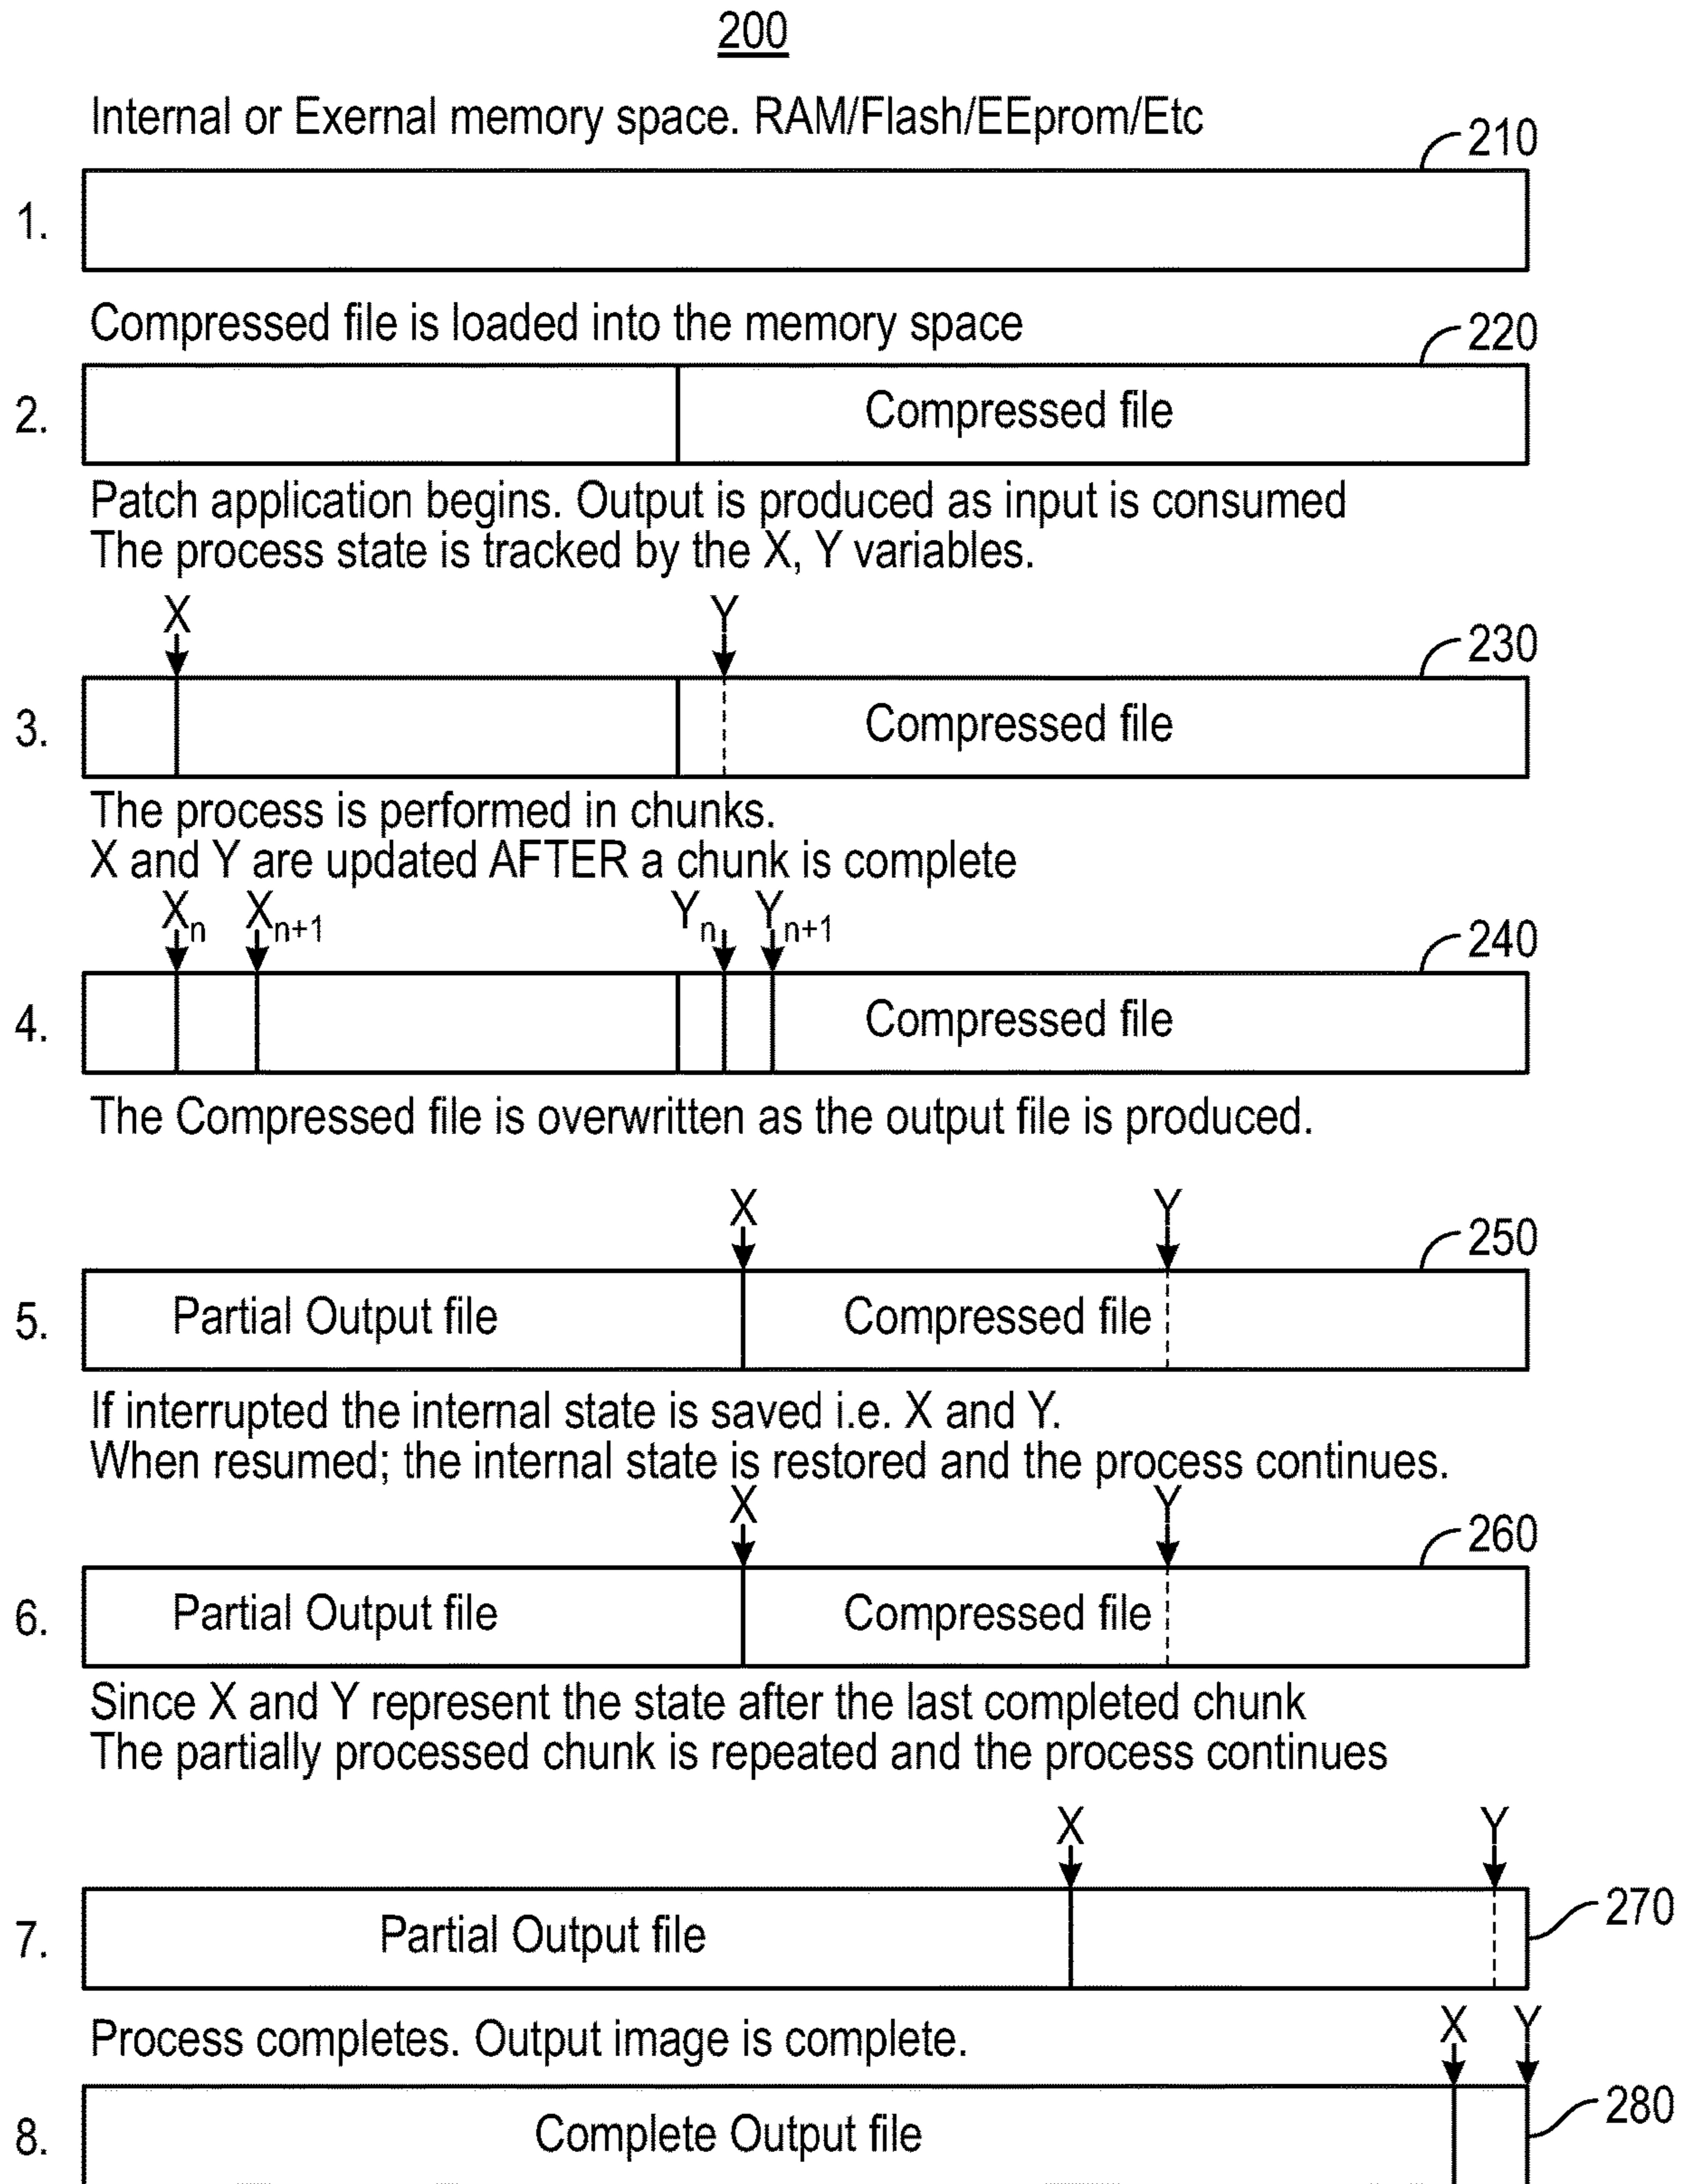 200
Internal or Exernal memory space. RAM/Flash/EEprom/Etc
210
1.
Compressed file is loaded into the memory space
220
2. Compressed file
Patch application begins. Output is produced as input is consumed
The process state is tracked by the X, Y variables.
X Y
230
3. Compressed file
The process is performed in chunks.
X and Y are updated AFTER a chunk is complete
Xn Xn+1 Yn Yn+1
240
4. Compressed file
The Compressed file is overwritten as the output file is produced.
X Y
250
5. Partial Output file Compressed file
If interrupted the internal state is saved i.e. X and Y.
When resumed; the internal state is restored and the process continues.
X Y
260
6. Partial Output file Compressed file
Since X and Y represent the state after the last completed chunk
The partially processed chunk is repeated and the process continues
X Y
7. Partial Output file 270
Process completes. Output image is complete.
X Y
8. Complete Output file 280